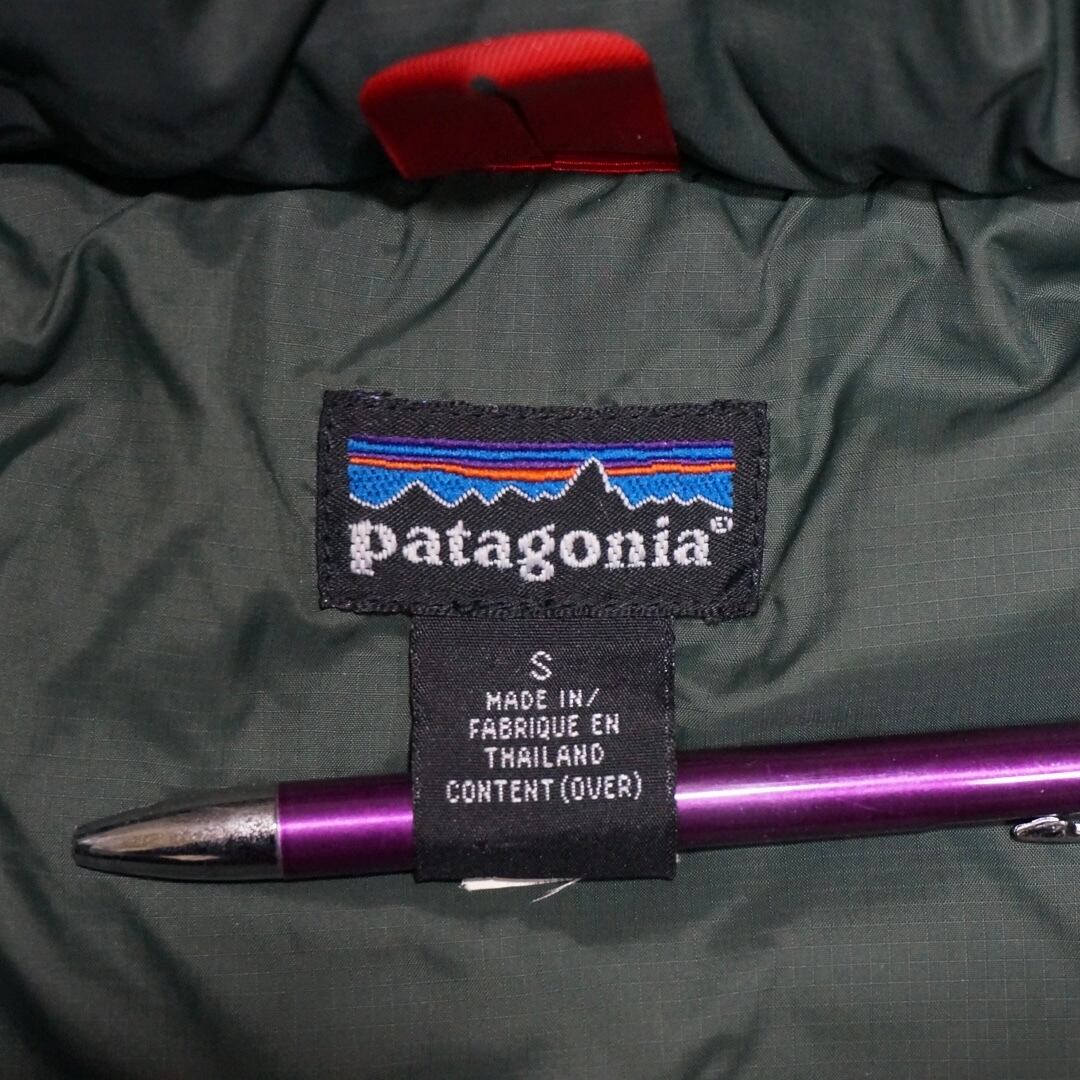 patagonia®
S
MADE IN/
FABRIQUE EN
THAILAND
CONTENT (OVER)